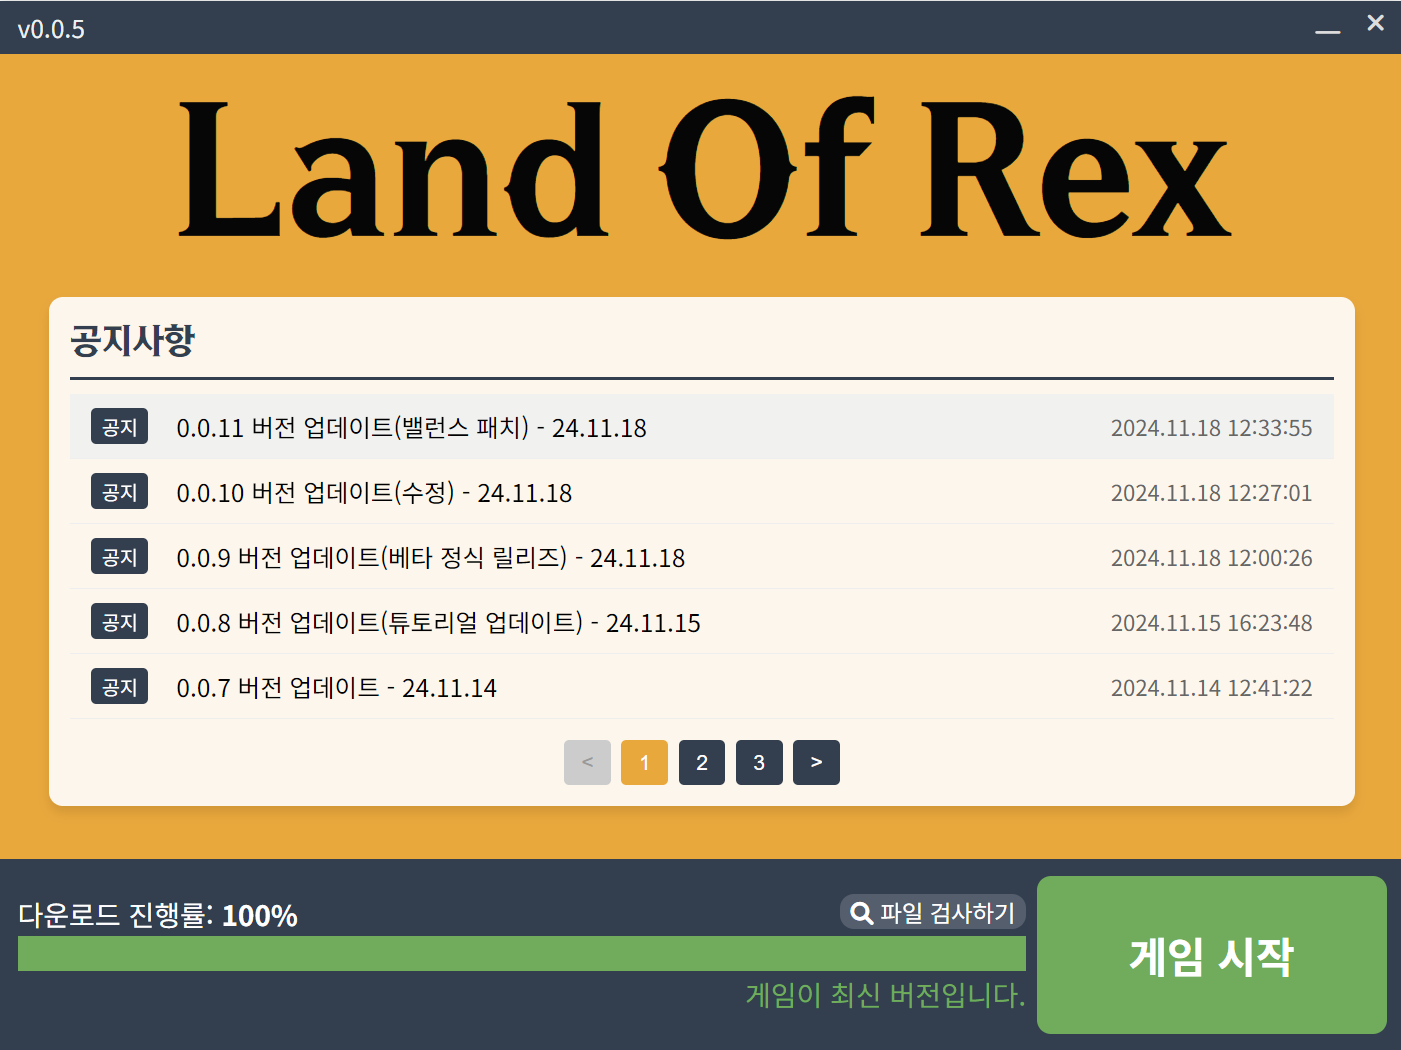 v0.0.5
Land Of Rex
공지사항
공지 0.0.11 버전 업데이트(밸런스 패치) - 24.11.18 2024.11.18 12:33:55
공지 0.0.10 버전 업데이트(수정) - 24.11.18 2024.11.18 12:27:01
공지 0.0.9 버전 업데이트(베타 정식 릴리즈) - 24.11.18 2024.11.18 12:00:26
공지 0.0.8 버전 업데이트(튜토리얼 업데이트) - 24.11.15 2024.11.15 16:23:48
공지 0.0.7 버전 업데이트 - 24.11.14 2024.11.14 12:41:22
< 1 2 3 >
다운로드 진행률: 100% 파일 검사하기
게임이 최신 버전입니다.
게임 시작